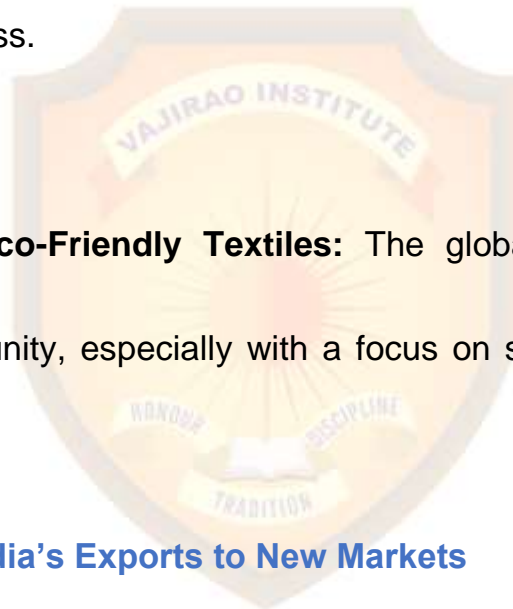 ss.
VAJIRAO INSTITUTE
co-Friendly Textiles: The globa
unity, especially with a focus on s
HONOUR
DISCIPLINE
TRADITION
dia's Exports to New Markets